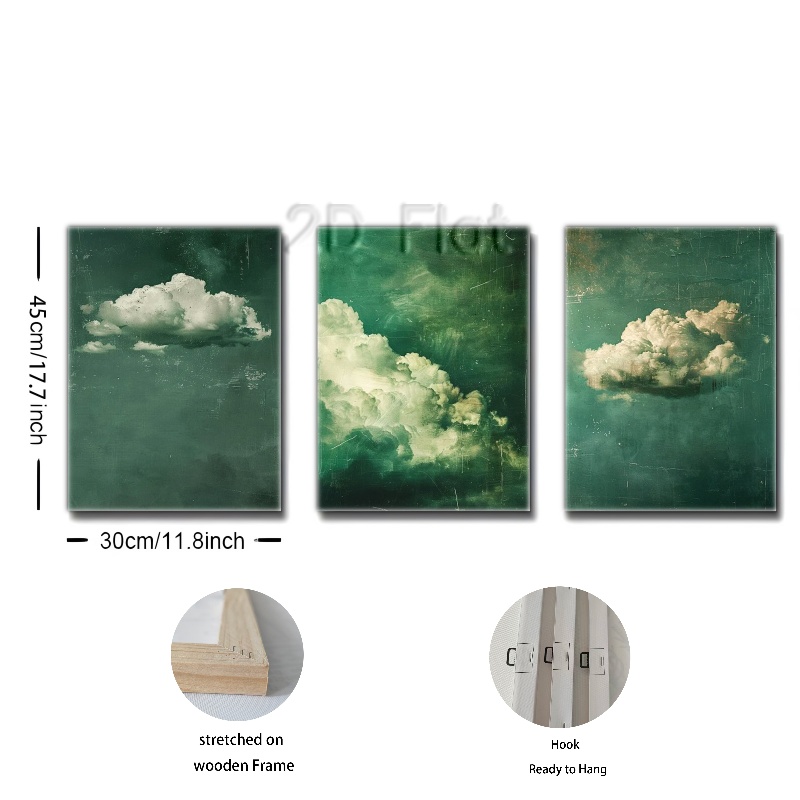 2D Flat
45cm/17.7inch
30cm/11.8inch
stretched on
wooden Frame
Hook
Ready to Hang